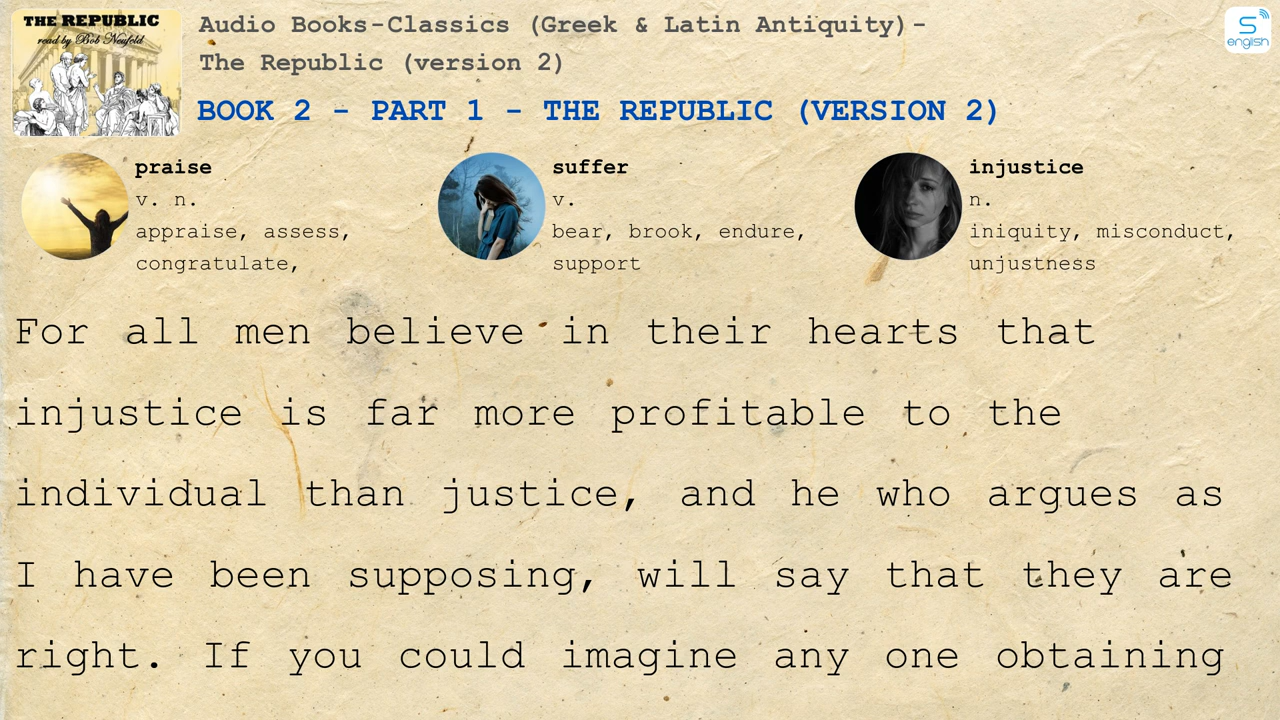 THE REPUBLIC
read by Bob Neufeld
Audio Books-Classics (Greek & Latin Antiquity)-
The Republic (version 2)
BOOK 2 - PART 1 - THE REPUBLIC (VERSION 2)
S
english
praise
v. n.
appraise, assess,
congratulate,
suffer
v.
bear, brook, endure,
support
injustice
n.
iniquity, misconduct,
unjustness
For all men believe in their hearts that
injustice is far more profitable to the
individual than justice, and he who argues as
I have been supposing, will say that they are
right. If you could imagine any one obtaining